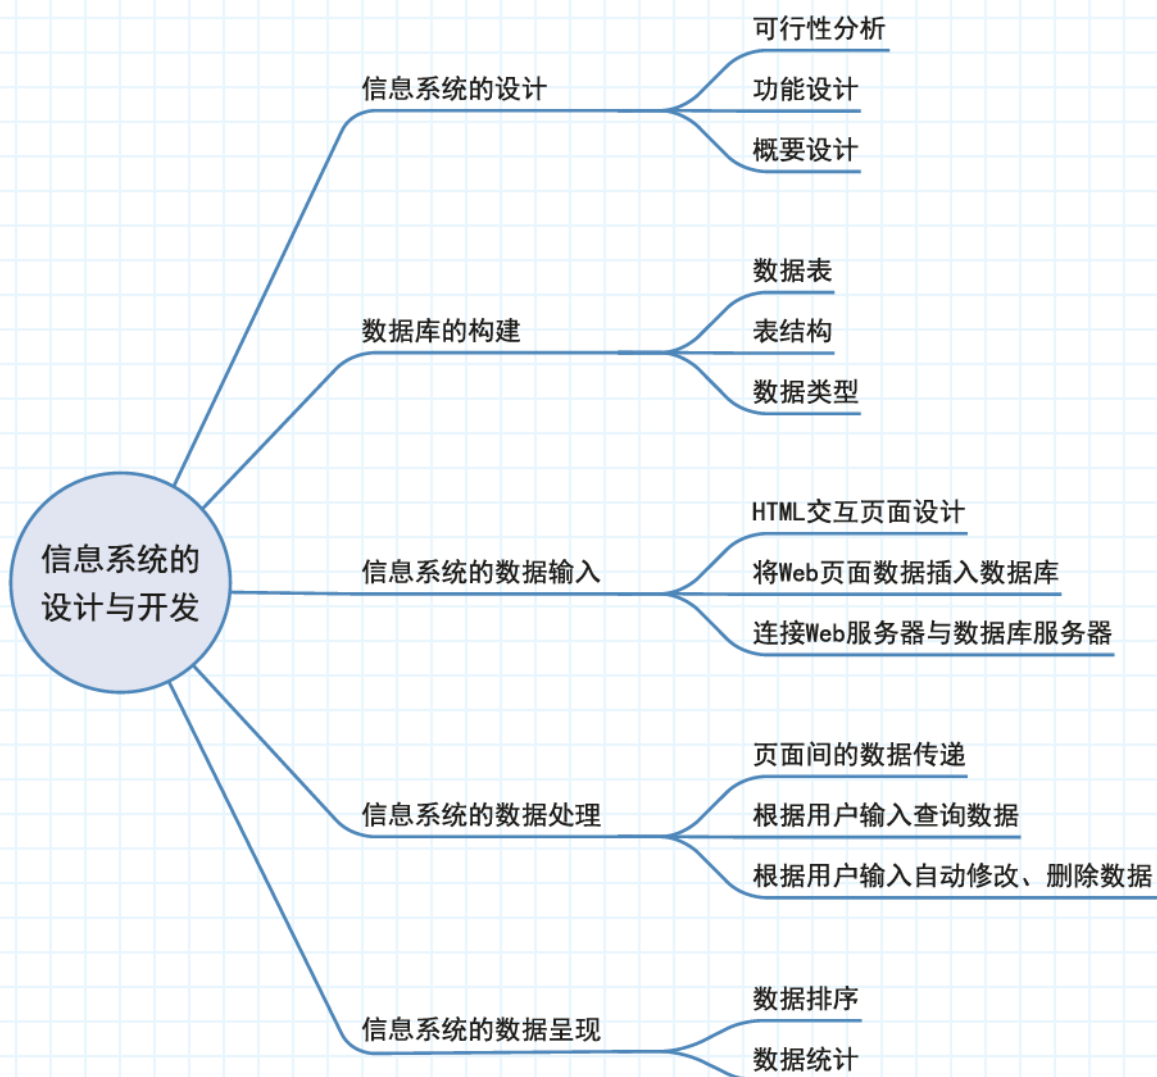 信息系统的
设计与开发
信息系统的设计
可行性分析
功能设计
概要设计
数据库的构建
数据表
表结构
数据类型
信息系统的数据输入
HTML交互页面设计
将Web页面数据插入数据库
连接Web服务器与数据库服务器
信息系统的数据处理
页面间的数据传递
根据用户输入查询数据
根据用户输入自动修改、删除数据
信息系统的数据呈现
数据排序
数据统计